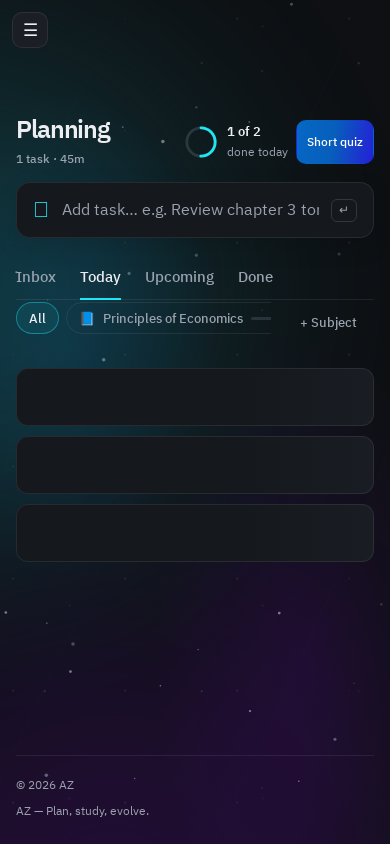 Planning
1 task · 45m
1 of 2
done today
Short quiz
Add task... e.g. Review chapter 3 tor
↵
Inbox
Today
Upcoming
Done
All
📘 Principles of Economics
+ Subject
© 2026 AZ
AZ — Plan, study, evolve.